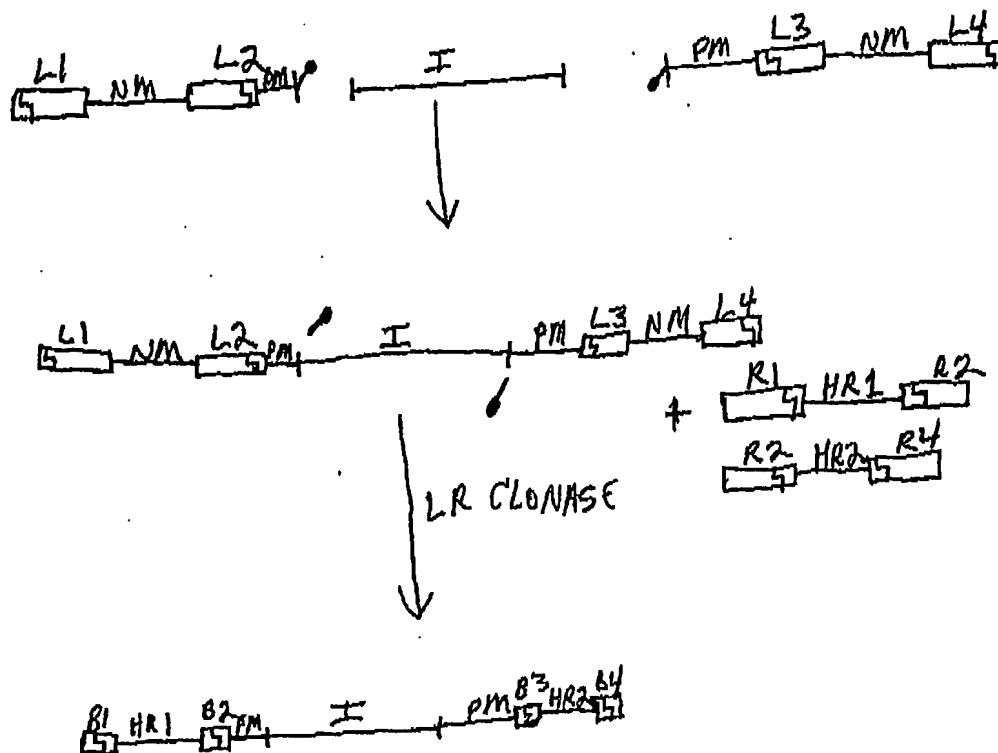 L1 NM L2 PM I PM L3 NM L4
L1 NM L2 PM I PM L3 NM L4
+ R1 HR1 R2
R2 HR2 R4
LR CLONASE
B1 HR1 B2 PM I PM B3 HR2 B4